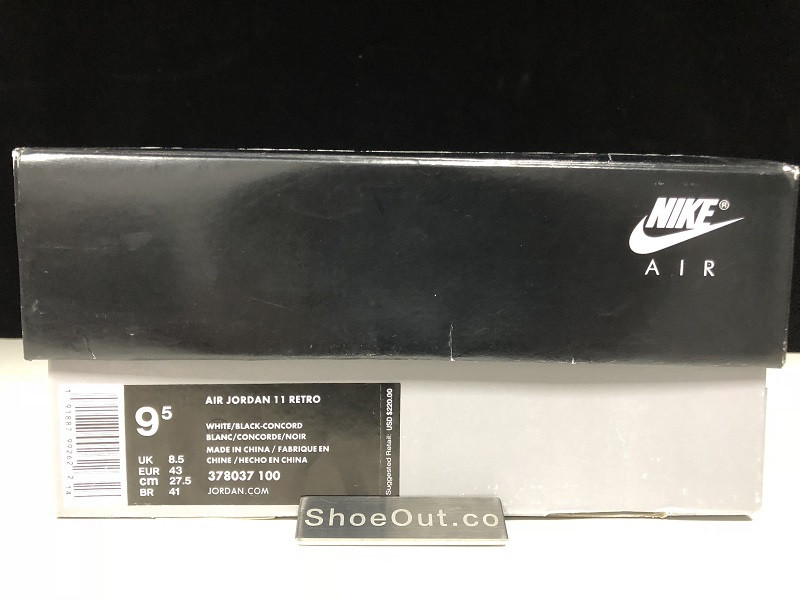 NIKE®
AIR
AIR JORDAN 11 RETRO
9⁵
WHITE/BLACK-CONCORD
BLANC/CONCORDE/NOIR
MADE IN CHINA / FABRIQUE EN
CHINE / HECHO EN CHINA
UK 8.5
EUR 43
cm 27.5
BR 41
378037 100
JORDAN.COM
Suggested Retail: USD $220.00
ShoeOut.co